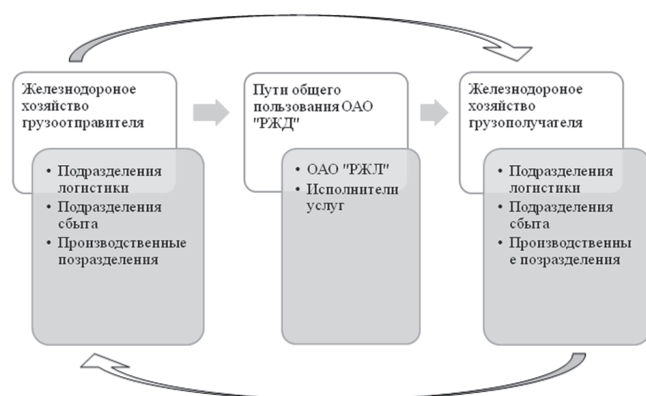 Железнодороное
хозяйство
грузоотправителя
• Подразделения
логистики
• Подразделения
сбыта
• Производственные
позразделения
Пути общего
пользования ОАО
"РЖД"
• ОАО "РЖЛ"
• Исполнители
услуг
Железнодороное
хозяйство
грузополучателя
• Подразделения
логистики
• Подразделения
сбыта
• Производственны
е позразделения